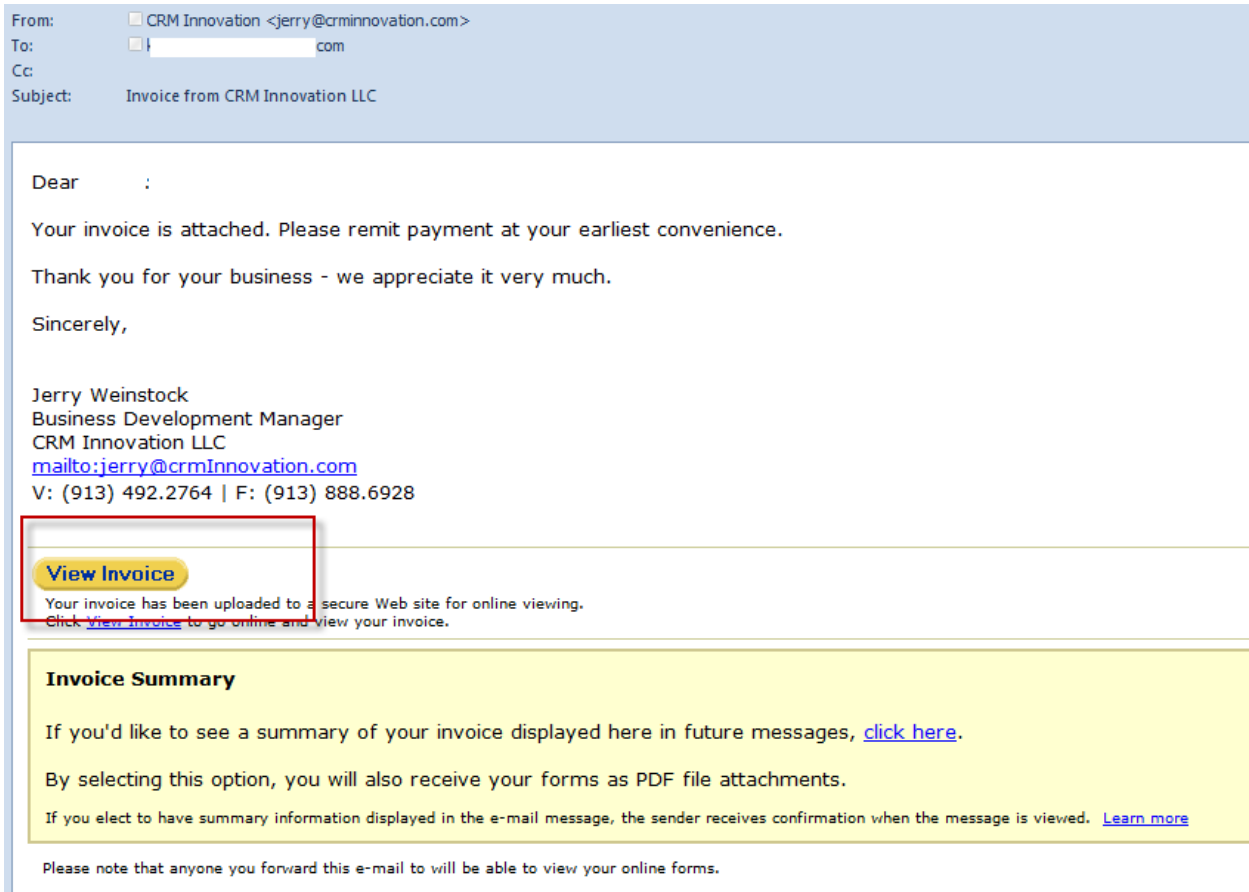 From: CRM Innovation <jerry@crminnovation.com>
To: com
Cc:
Subject: Invoice from CRM Innovation LLC
Dear :
Your invoice is attached. Please remit payment at your earliest convenience.
Thank you for your business - we appreciate it very much.
Sincerely,
Jerry Weinstock
Business Development Manager
CRM Innovation LLC
mailto:jerry@crmInnovation.com
V: (913) 492.2764 | F: (913) 888.6928
View Invoice
Your invoice has been uploaded to a secure Web site for online viewing.
Click View Invoice to go online and view your invoice.
Invoice Summary
If you'd like to see a summary of your invoice displayed here in future messages, click here.
By selecting this option, you will also receive your forms as PDF file attachments.
If you elect to have summary information displayed in the e-mail message, the sender receives confirmation when the message is viewed. Learn more
Please note that anyone you forward this e-mail to will be able to view your online forms.